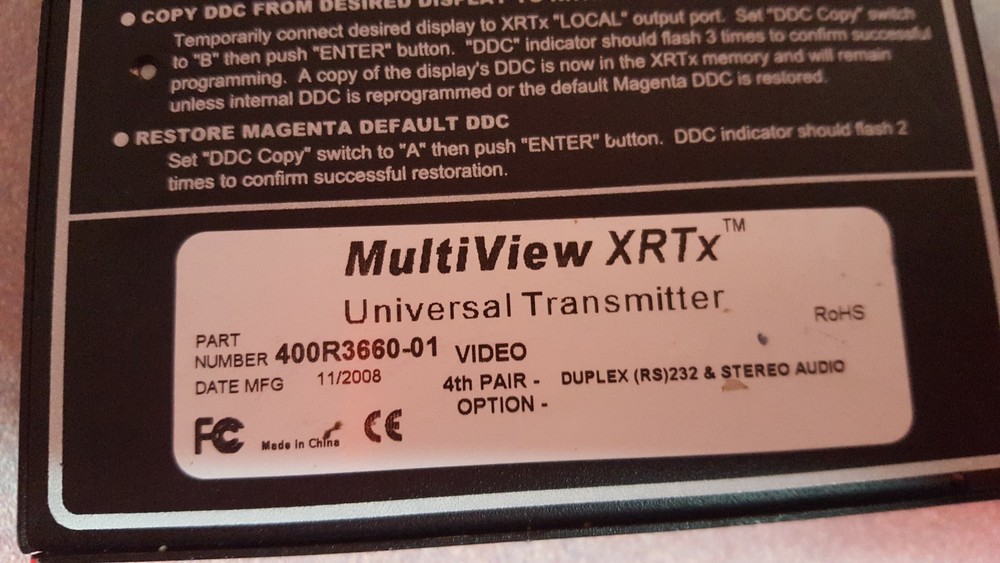 COPY DDC FROM DESIRED DISPLAY TO
Temporarily connect desired display to XRTx "LOCAL" output port. Set "DDC Copy" switch
to "B" then push "ENTER" button. "DDC" indicator should flash 3 times to confirm successful
programming. A copy of the display's DDC is now in the XRTx memory and will remain
unless internal DDC is reprogrammed or the default Magenta DDC is restored.
RESTORE MAGENTA DEFAULT DDC
Set "DDC Copy" switch to "A" then push "ENTER" button. DDC indicator should flash 2
times to confirm successful restoration.
MultiView XRTx™
Universal Transmitter
RoHS
PART
NUMBER 400R3660-01 VIDEO
DATE MFG 11/2008 4th PAIR - DUPLEX (RS)232 & STEREO AUDIO
OPTION -
FC Made in China CE